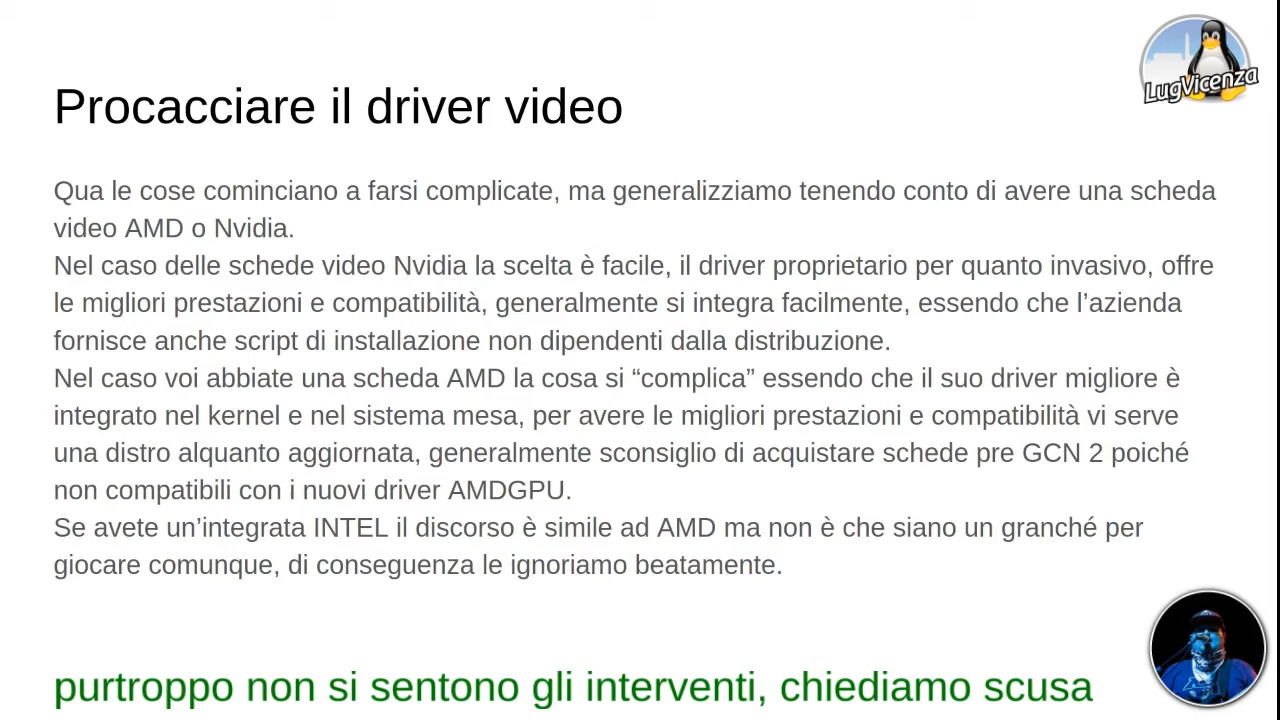 LugVicenza
Procacciare il driver video
Qua le cose cominciano a farsi complicate, ma generalizziamo tenendo conto di avere una scheda
video AMD o Nvidia.
Nel caso delle schede video Nvidia la scelta è facile, il driver proprietario per quanto invasivo, offre
le migliori prestazioni e compatibilità, generalmente si integra facilmente, essendo che l’azienda
fornisce anche script di installazione non dipendenti dalla distribuzione.
Nel caso voi abbiate una scheda AMD la cosa si “complica” essendo che il suo driver migliore è
integrato nel kernel e nel sistema mesa, per avere le migliori prestazioni e compatibilità vi serve
una distro alquanto aggiornata, generalmente sconsiglio di acquistare schede pre GCN 2 poiché
non compatibili con i nuovi driver AMDGPU.
Se avete un’integrata INTEL il discorso è simile ad AMD ma non è che siano un granché per
giocare comunque, di conseguenza le ignoriamo beatamente.
purtroppo non si sentono gli interventi, chiediamo scusa